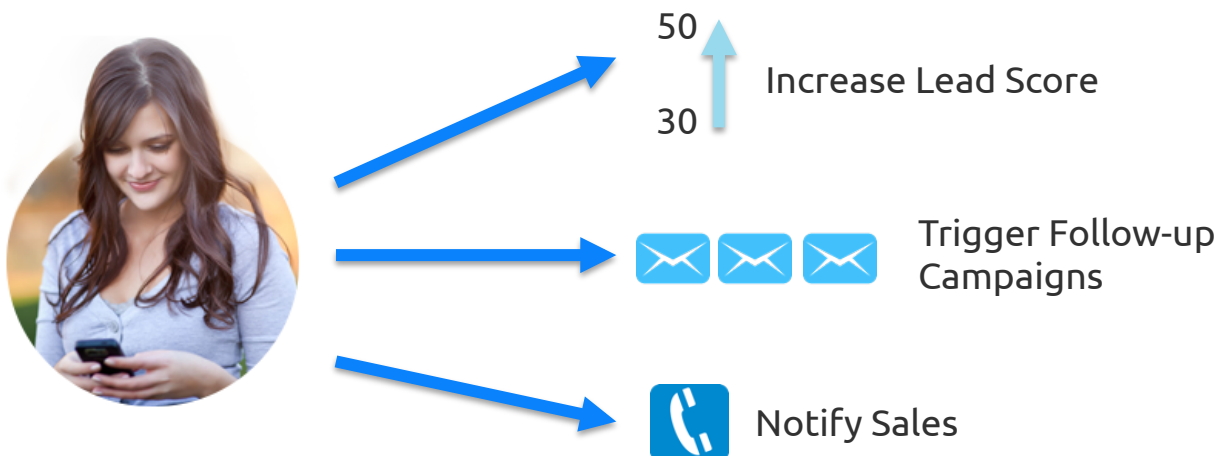 50
30
Increase Lead Score
Trigger Follow-up
Campaigns
Notify Sales